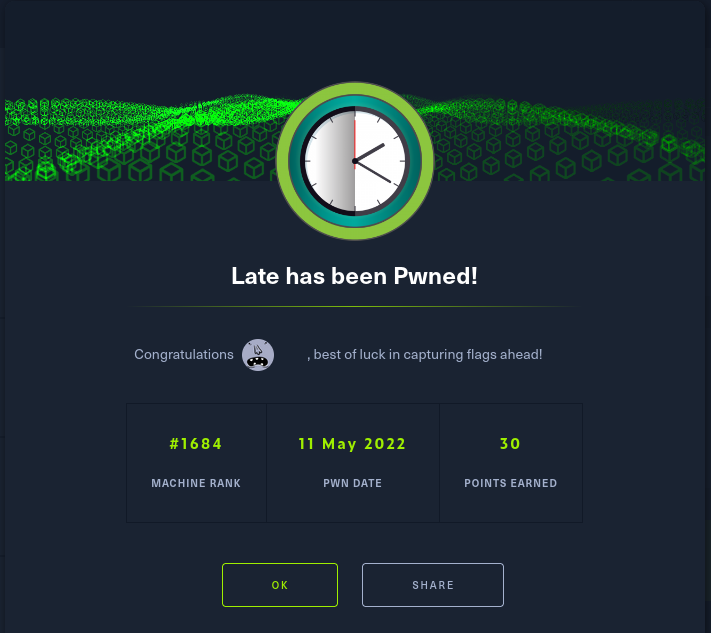 Late has been Pwned!
Congratulations , best of luck in capturing flags ahead!
#1684 11 May 2022 30
MACHINE RANK PWN DATE POINTS EARNED
OK SHARE